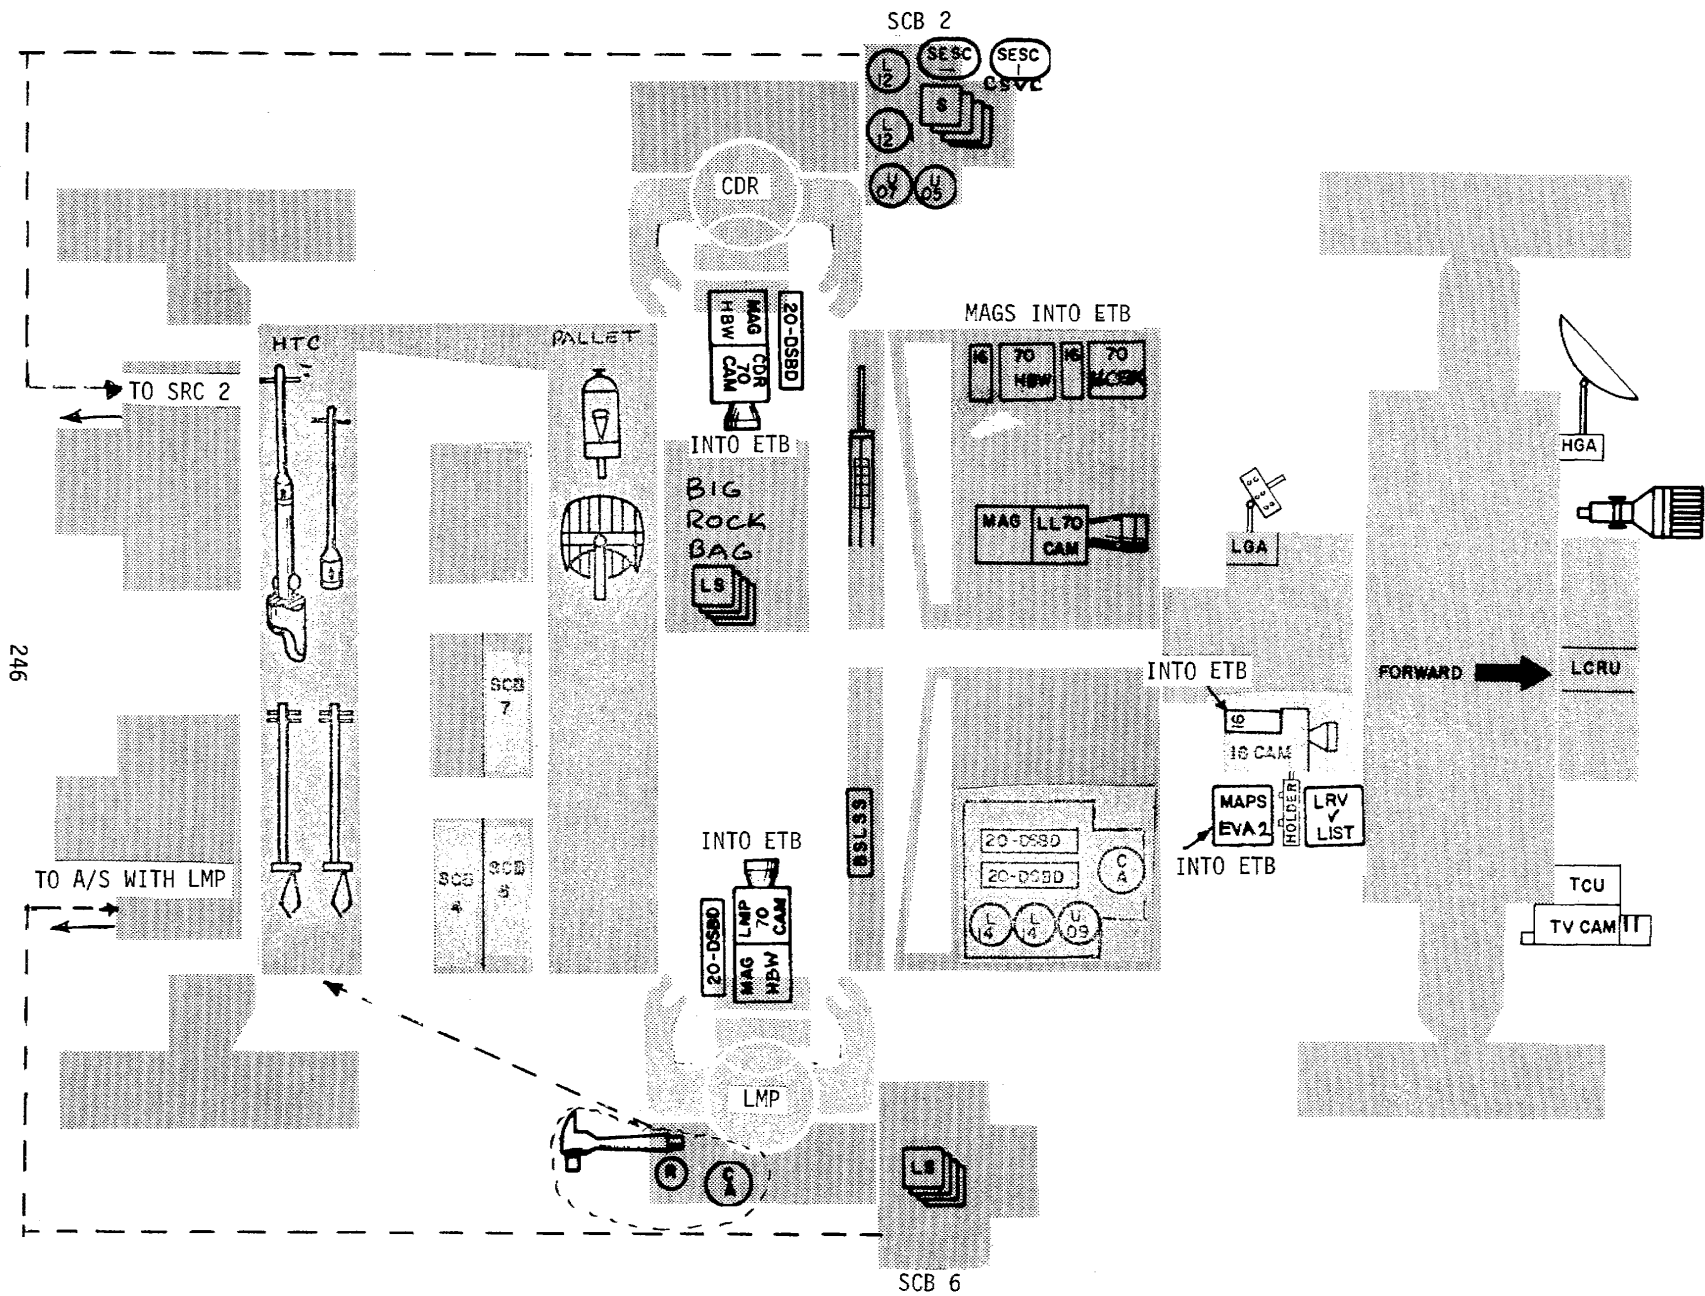 SCB 2
L
12
SESC
SESC
CSVC
S
L
12
U
07
U
05
CDR
MAG
HBW
CDR
70
CAM
20-DSBD
INTO ETB
HTC
PALLET
MAGS INTO ETB
16
70
HBW
16
70
TO SRC 2
BIG
ROCK
BAG
LS
MAG
LL70
CAM
HGA
LGA
246
SCB
7
INTO ETB
FORWARD
LCRU
16
16 CAM
MAPS
EVA 2
HOLDER
LRV
✓
LIST
INTO ETB
BSLSS
20-DSBD
20-DSBD
C
A
L
14
L
14
U
09
INTO ETB
SCB
4
SCB
TO A/S WITH LMP
20-DSBD
LMP
70
CAM
MAG
HBW
TCU
TV CAM
LMP
R
C
A
LS
SCB 6